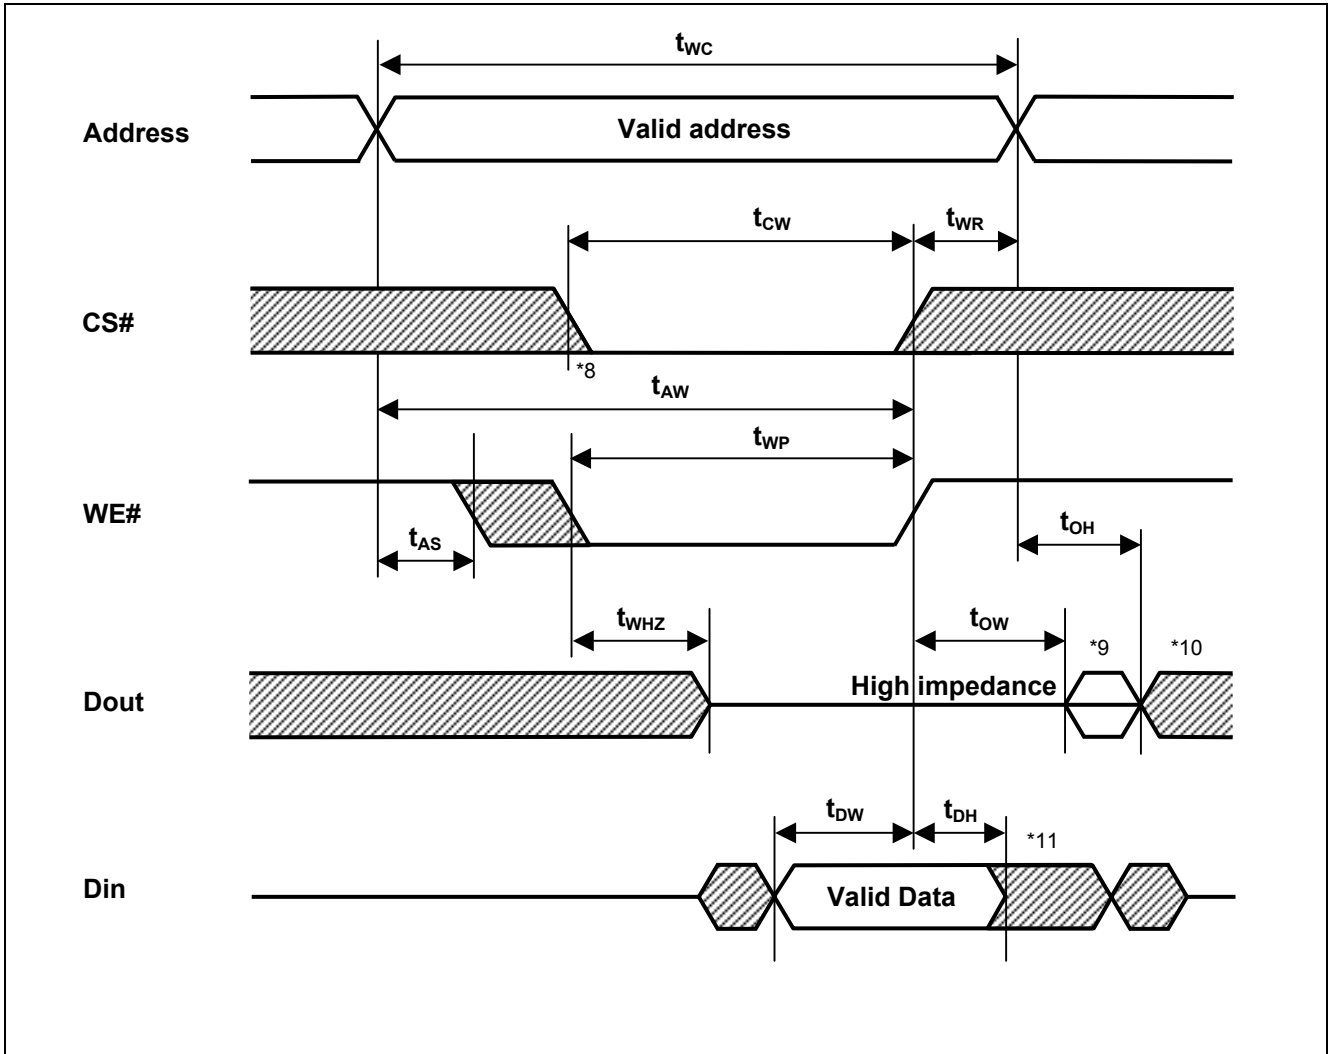 tWC
Address
Valid address
tCW
tWR
CS#
*8
tAW
tWP
WE#
tAS
tOH
tWHZ
tOW
*9
*10
Dout
High impedance
tDW
tDH
*11
Din
Valid Data